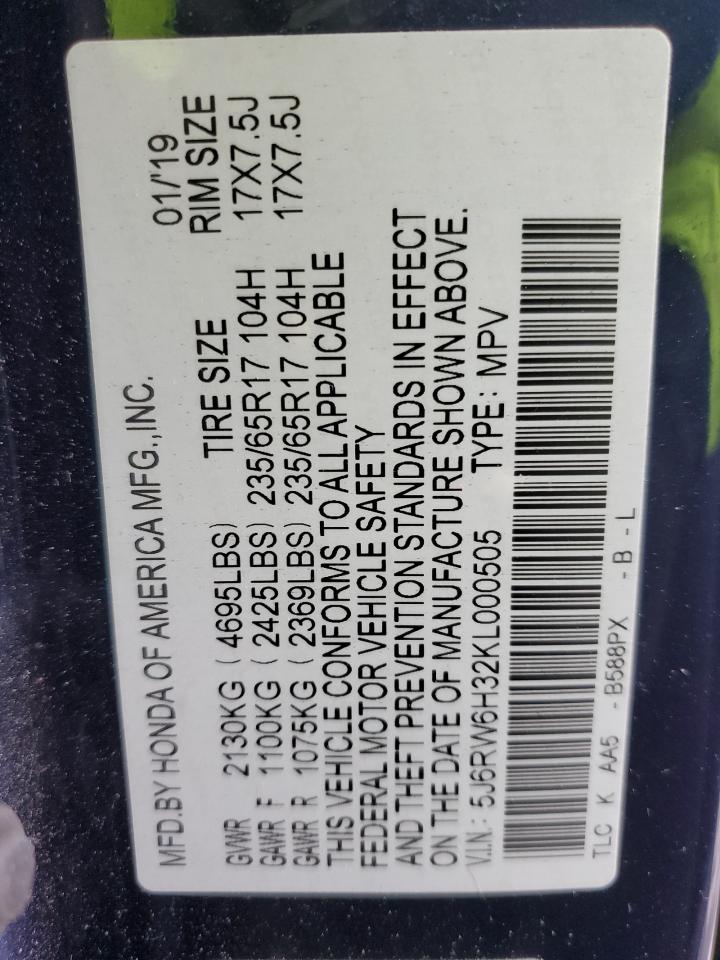 MFD.BY HONDA OF AMERICA MFG.,INC. 01/'19
TIRE SIZE RIM SIZE
GVWR 2130KG ( 4695LBS)
GAWR F 1100KG ( 2425LBS) 235/65R17 104H 17X7.5J
GAWR R 1075KG ( 2369LBS) 235/65R17 104H 17X7.5J
THIS VEHICLE CONFORMS TO ALL APPLICABLE
FEDERAL MOTOR VEHICLE SAFETY
AND THEFT PREVENTION STANDARDS IN EFFECT
ON THE DATE OF MANUFACTURE SHOWN ABOVE.
V.I.N.: 5J6RW6H32KL000505 TYPE: MPV
TLC K AA5 -B588PX -B-L